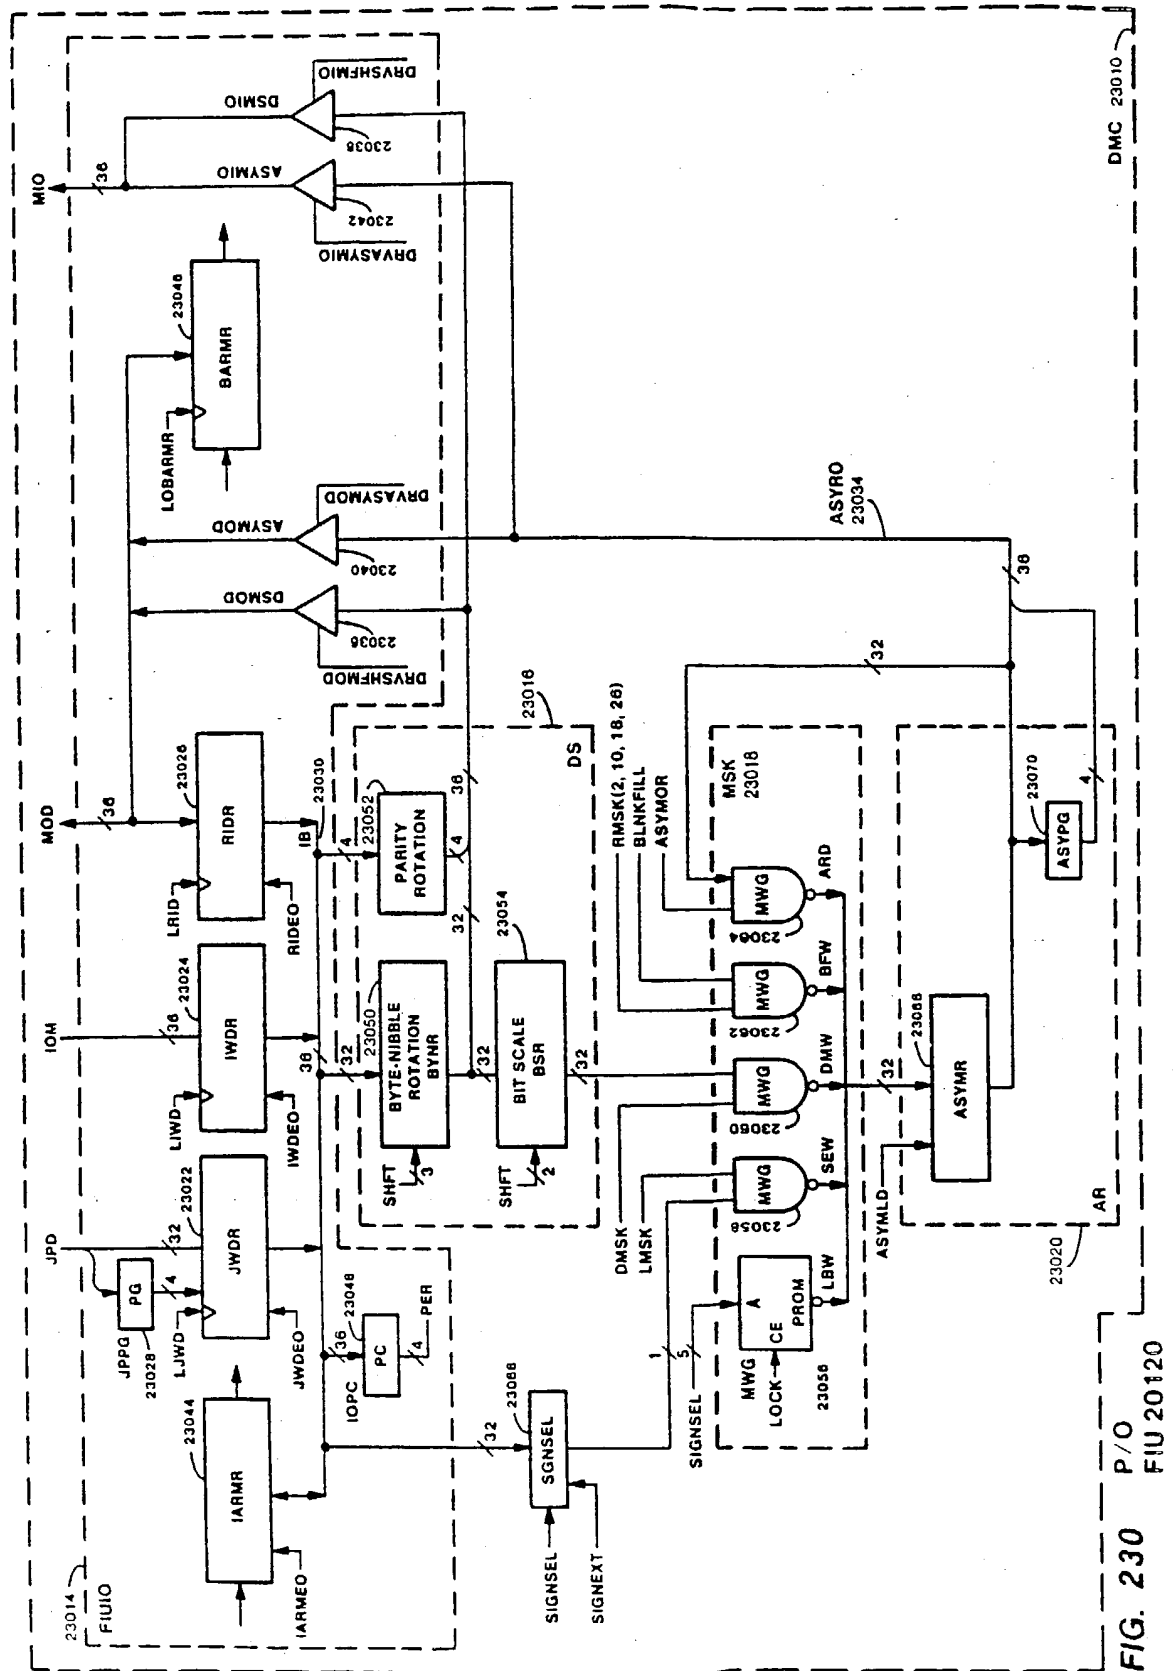 MOD
IOM
JPD
MIO
36
36
32
36
23014
FIUIO
23044
IARMR
IARMEO
JPPG
23028
PG
4
23022
JWDR
LJWD
JWDEO
23024
IWDR
LIWD
IWDEO
23026
RIDR
LRID
RIDEO
IB
23030
36
LOBARMR
23046
BARMR
DSMOD
23036
DRVSHFMOD
ASYMOD
23040
DRVASYMOD
ASYMIO
23042
DRVASYMIO
DSMIO
23038
DRVSHFMIO
IOPC
36
23048
PC
4
PER
32
23050
BYTE-NIBBLE
ROTATION
BYNR
SHFT
3
4
23052
PARITY
ROTATION
4
36
32
32
23054
BIT SCALE
BSR
SHFT
2
32
DS
23016
32
23066
SGNSEL
SIGNSEL
SIGNEXT
DMSK
LMSK
RMSK(2, 10, 18, 26)
BLNKFILL
ASYMOR
1
5
SIGNSEL
MWG
LOCK
A
CE
PROM
23056
LBW
MWG
23058
SEW
MWG
23060
DMW
MWG
23062
BFW
MWG
23064
ARD
MSK
23018
32
32
ASYMLD
23068
ASYMR
23070
ASYPG
4
36
AR
23020
ASYRO
23034
DMC 23010
FIG. 230
P/O
FIU 20120